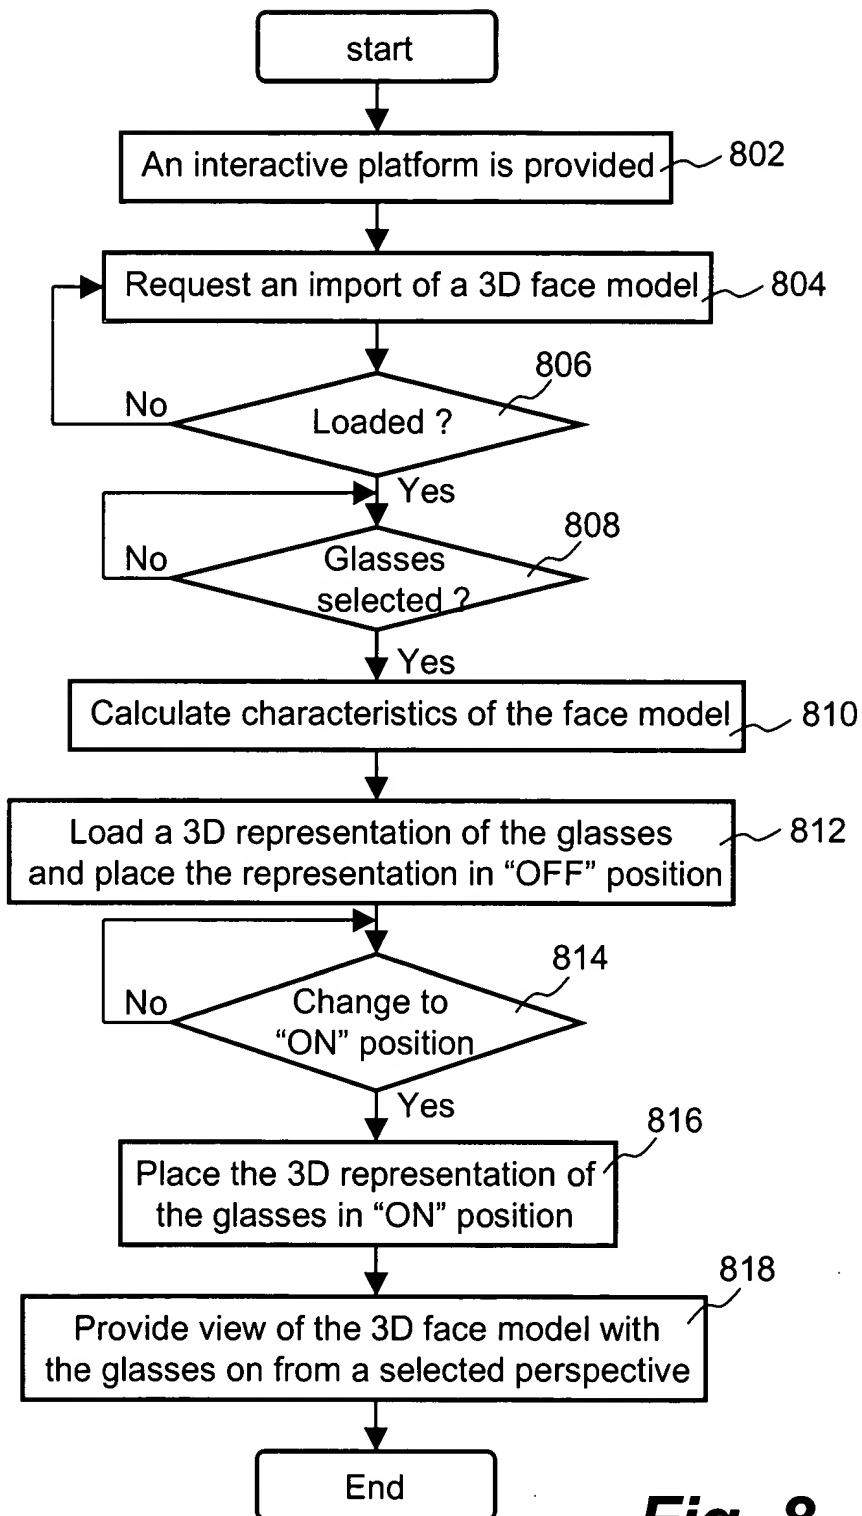 start
An interactive platform is provided
802
Request an import of a 3D face model
804
806
No
Loaded ?
Yes
808
No
Glasses
selected ?
Yes
Calculate characteristics of the face model
810
Load a 3D representation of the glasses
and place the representation in “OFF” position
812
814
No
Change to
“ON” position
Yes
816
Place the 3D representation of
the glasses in “ON” position
818
Provide view of the 3D face model with
the glasses on from a selected perspective
End
Fig. 8